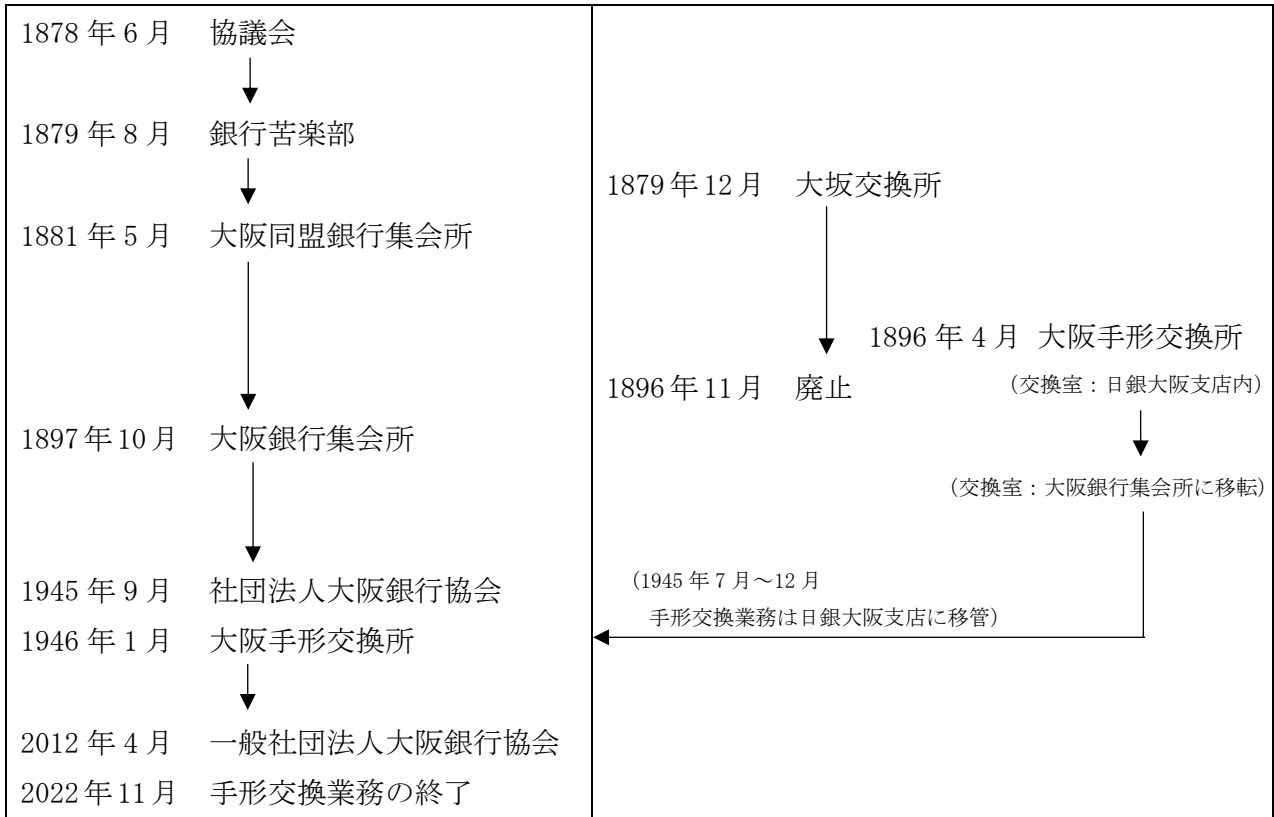 1878年6月 協議会
1879年8月 銀行苦楽部
1881年5月 大阪同盟銀行集会所
1897年10月 大阪銀行集会所
1945年9月 社団法人大阪銀行協会
1946年1月 大阪手形交換所
2012年4月 一般社団法人大阪銀行協会
2022年11月 手形交換業務の終了
1879年12月 大坂交換所
1896年4月 大阪手形交換所
1896年11月 廃止
(交換室:日銀大阪支店内)
(交換室:大阪銀行集会所に移転)
(1945年7月~12月
手形交換業務は日銀大阪支店に移管)